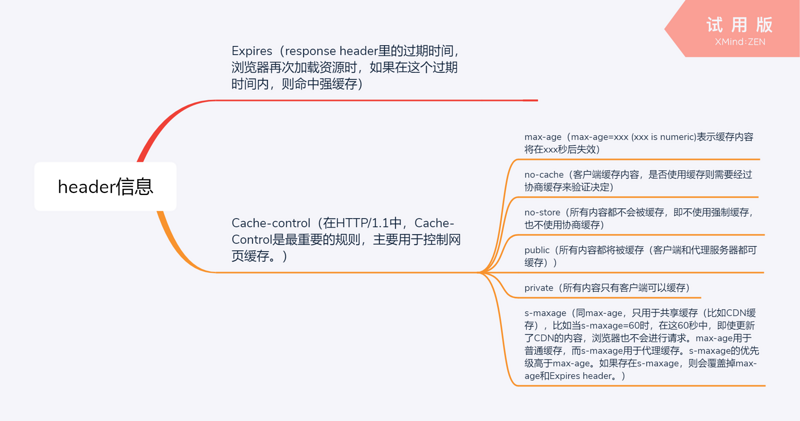 试用版
XMind:ZEN
Expires（response header里的过期时间，
浏览器再次加载资源时，如果在这个过期
时间内，则命中强缓存）
header信息
Cache-control（在HTTP/1.1中，Cache-
Control是最重要的规则，主要用于控制网
页缓存。）
max-age（max-age=xxx (xxx is numeric)表示缓存内容
将在xxx秒后失效）
no-cache（客户端缓存内容，是否使用缓存则需要经过
协商缓存来验证决定）
no-store（所有内容都不会被缓存，即不使用强制缓存，
也不使用协商缓存）
public（所有内容都将被缓存（客户端和代理服务器都可
缓存））
private（所有内容只有客户端可以缓存）
s-maxage（同max-age，只用于共享缓存（比如CDN缓
存），比如当s-maxage=60时，在这60秒中，即使更新
了CDN的内容，浏览器也不会进行请求。max-age用于
普通缓存，而s-maxage用于代理缓存。s-maxage的优先
级高于max-age。如果存在s-maxage，则会覆盖掉max-
age和Expires header。）